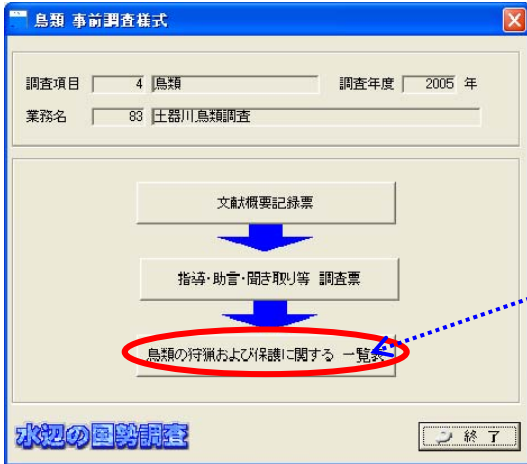 鳥類 事前調査様式
調査項目 4 鳥類 調査年度 2005 年
業務名 83 土器川鳥類調査
文献概要記録票
指導・助言・聞き取り等 調査票
鳥類の狩猟および保護に関する 一覧表
水辺の国勢調査 終 了